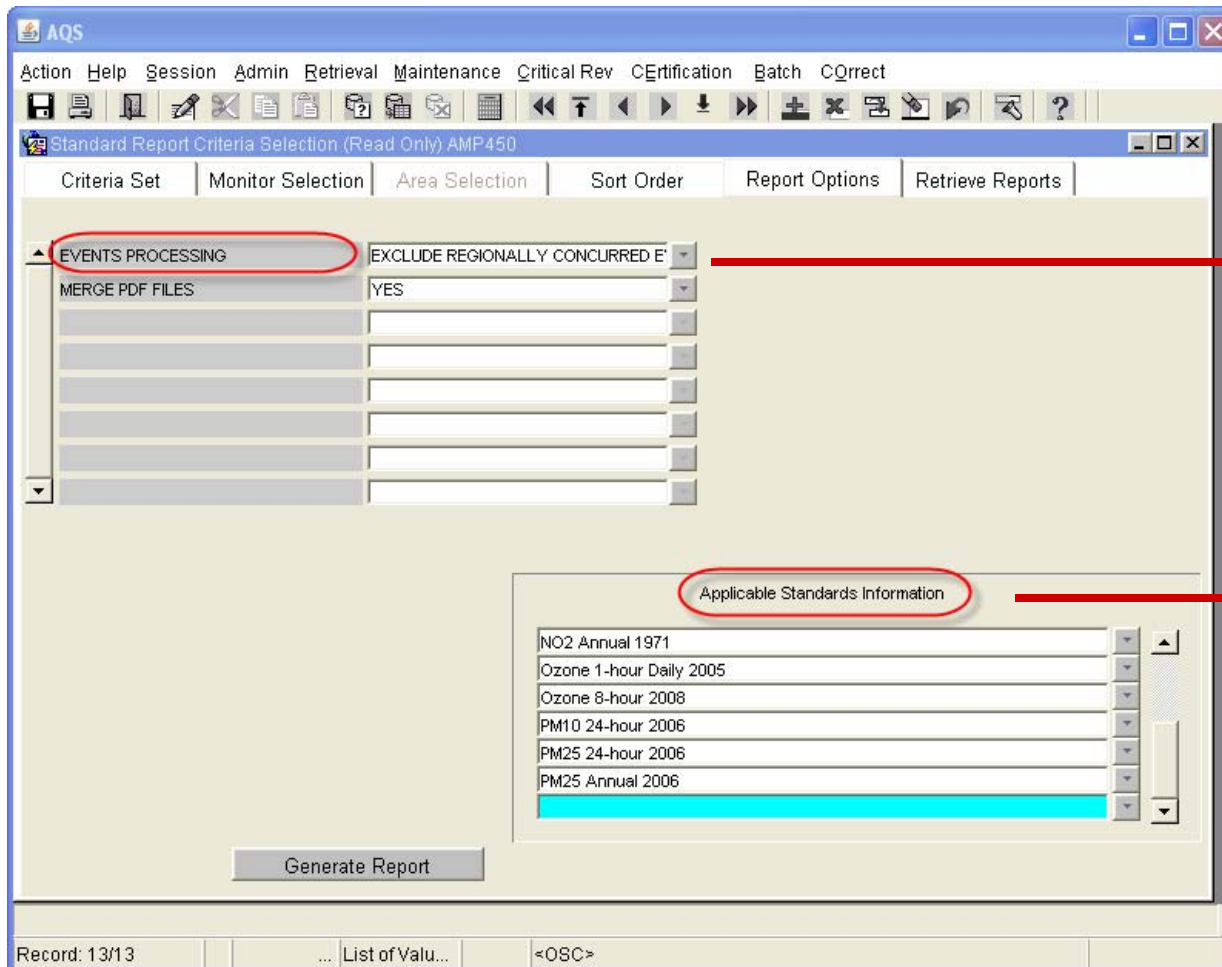 AQS
Action Help Session Admin Retrieval Maintenance Critical Rev CErtification Batch COrrect
Standard Report Criteria Selection (Read Only) AMP450
Criteria Set Monitor Selection Area Selection Sort Order Report Options Retrieve Reports
EVENTS PROCESSING EXCLUDE REGIONALLY CONCURRED E'
MERGE PDF FILES YES
Applicable Standards Information
NO2 Annual 1971
Ozone 1-hour Daily 2005
Ozone 8-hour 2008
PM10 24-hour 2006
PM25 24-hour 2006
PM25 Annual 2006
Generate Report
Record: 13/13 ... List of Valu... <OSC>